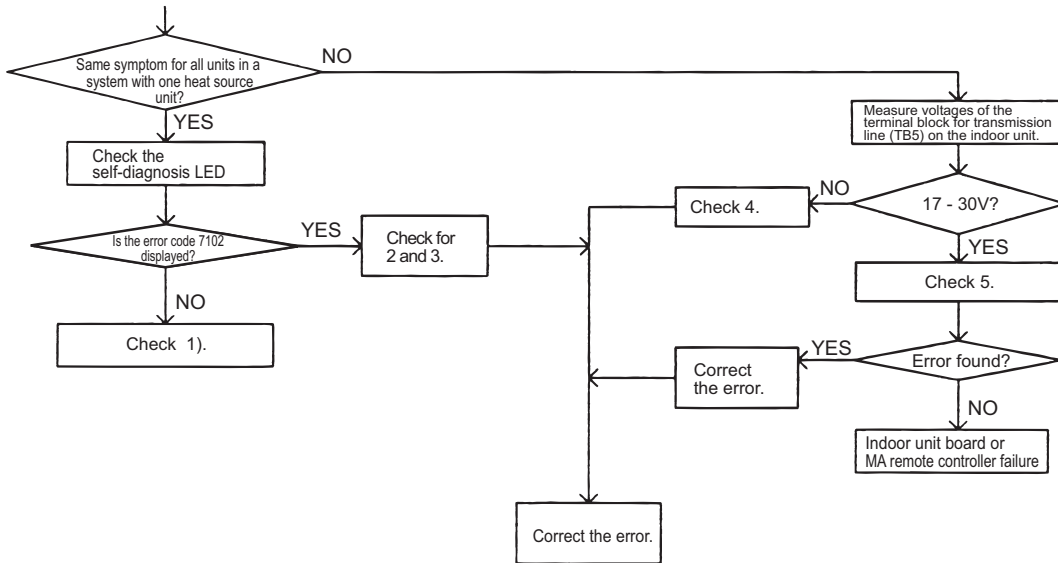 Same symptom for all units in a
system with one heat source
unit?
NO
YES
Measure voltages of the
terminal block for transmission
line (TB5) on the indoor unit.
Check the
self-diagnosis LED
NO
Check 4.
17 - 30V?
Is the error code 7102
displayed?
YES
Check for
2 and 3.
YES
Check 5.
NO
Check 1).
YES
Error found?
Correct
the error.
NO
Indoor unit board or
MA remote controller failure
Correct the error.